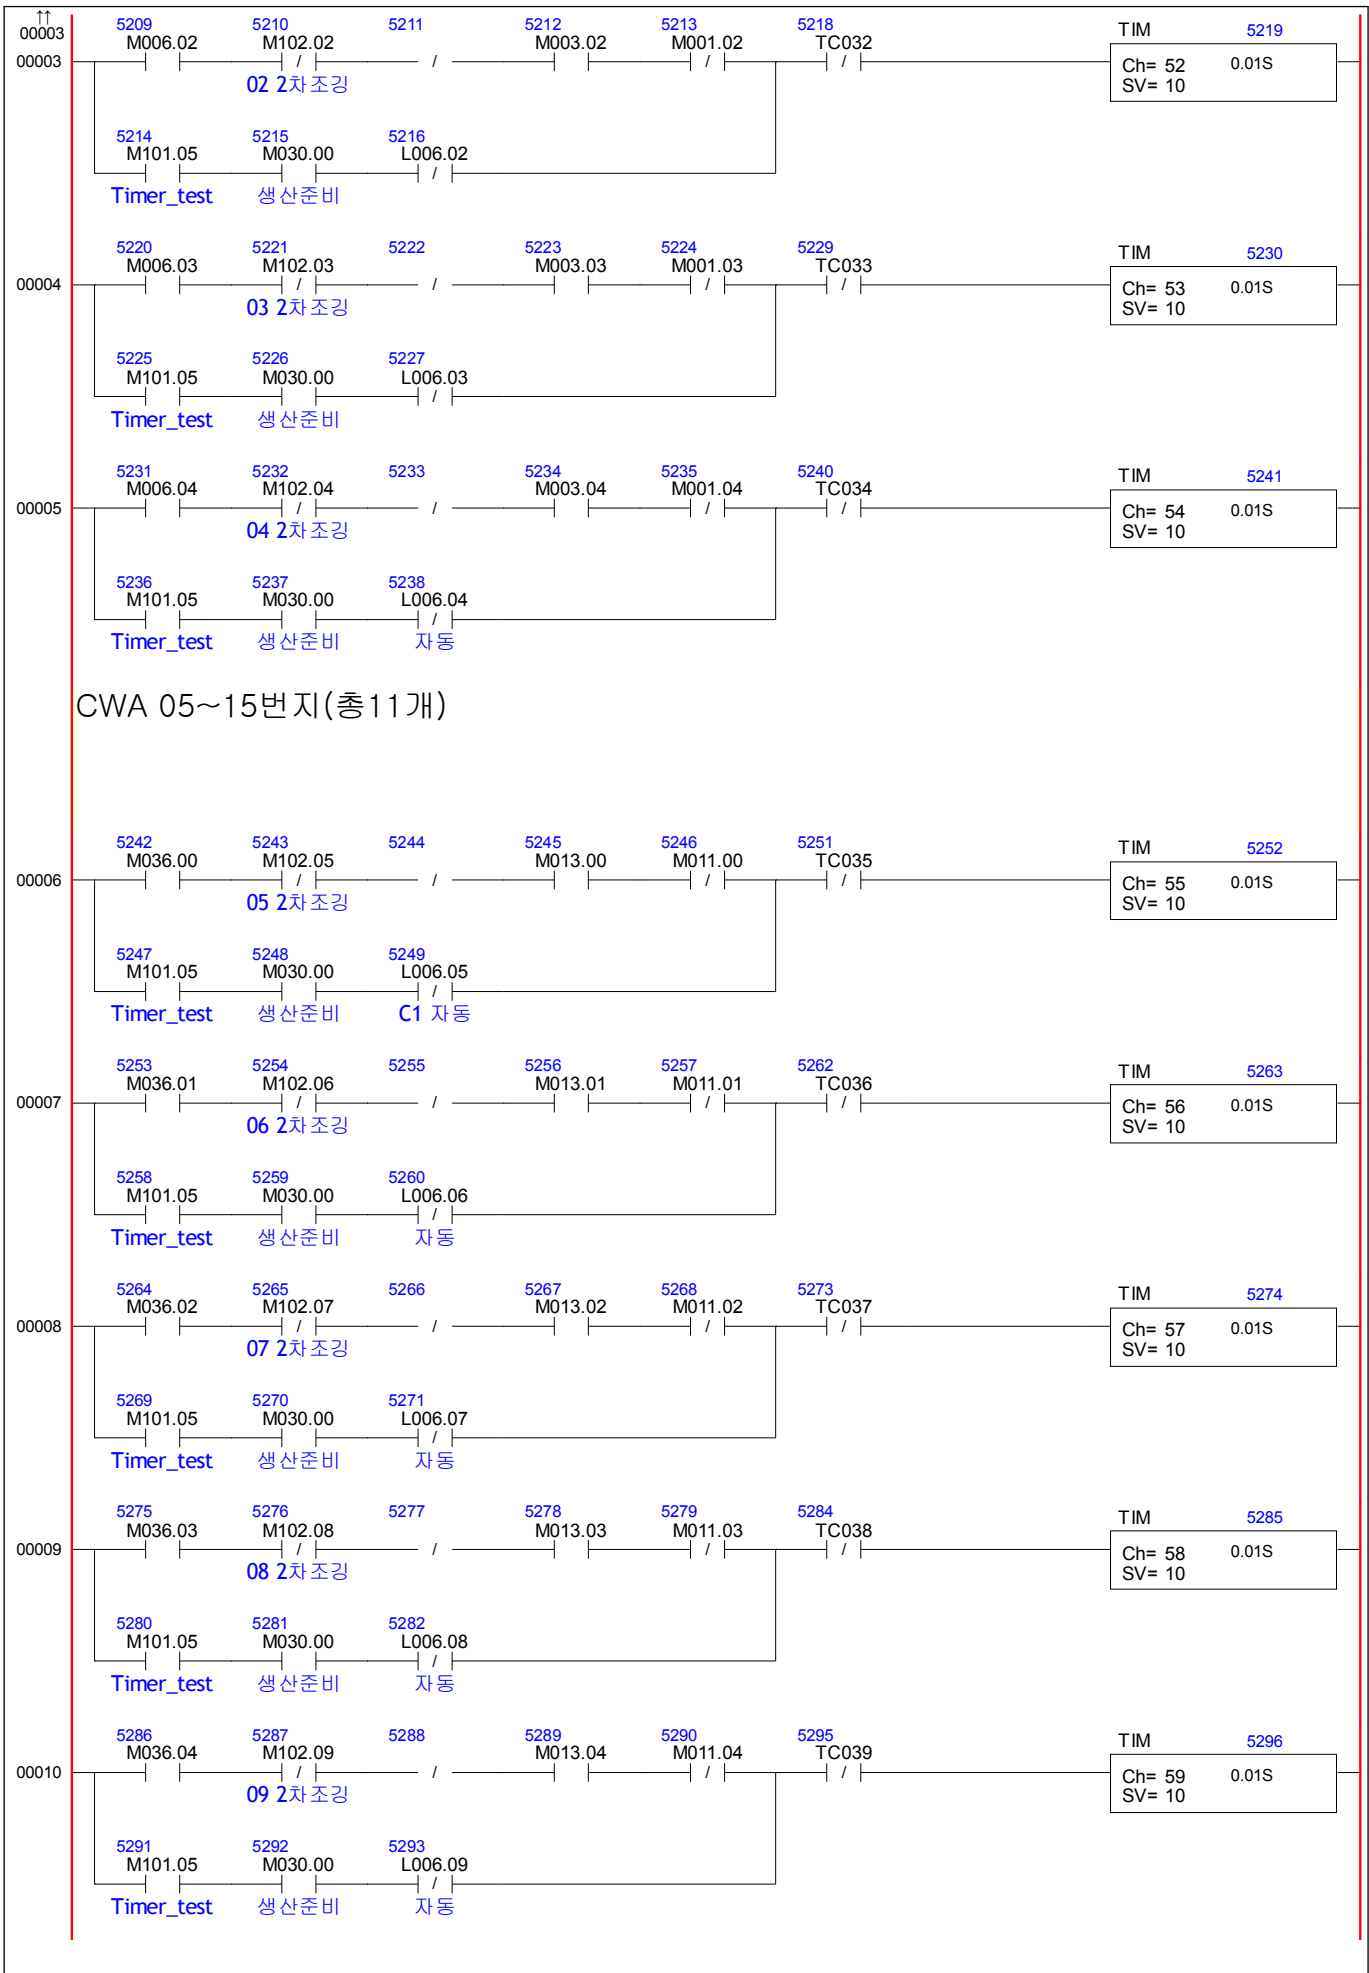 ↑↑
00003
5209 5210 5211 5212 5213 5218
M006.02 M102.02 M003.02 M001.02 TC032 TIM 5219
00003 / / / / Ch= 52 0.01S
02 2차조깅 SV= 10
5214 5215 5216
M101.05 M030.00 L006.02
/
Timer_test 생산준비
5220 5221 5222 5223 5224 5229
M006.03 M102.03 M003.03 M001.03 TC033 TIM 5230
00004 / / / / Ch= 53 0.01S
03 2차조깅 SV= 10
5225 5226 5227
M101.05 M030.00 L006.03
/
Timer_test 생산준비
5231 5232 5233 5234 5235 5240
M006.04 M102.04 M003.04 M001.04 TC034 TIM 5241
00005 / / / / Ch= 54 0.01S
04 2차조깅 SV= 10
5236 5237 5238
M101.05 M030.00 L006.04
/
Timer_test 생산준비 자동
CWA 05~15번지(총11개)
5242 5243 5244 5245 5246 5251
M036.00 M102.05 M013.00 M011.00 TC035 TIM 5252
00006 / / / / Ch= 55 0.01S
05 2차조깅 SV= 10
5247 5248 5249
M101.05 M030.00 L006.05
/
Timer_test 생산준비 C1 자동
5253 5254 5255 5256 5257 5262
M036.01 M102.06 M013.01 M011.01 TC036 TIM 5263
00007 / / / / Ch= 56 0.01S
06 2차조깅 SV= 10
5258 5259 5260
M101.05 M030.00 L006.06
/
Timer_test 생산준비 자동
5264 5265 5266 5267 5268 5273
M036.02 M102.07 M013.02 M011.02 TC037 TIM 5274
00008 / / / / Ch= 57 0.01S
07 2차조깅 SV= 10
5269 5270 5271
M101.05 M030.00 L006.07
/
Timer_test 생산준비 자동
5275 5276 5277 5278 5279 5284
M036.03 M102.08 M013.03 M011.03 TC038 TIM 5285
00009 / / / / Ch= 58 0.01S
08 2차조깅 SV= 10
5280 5281 5282
M101.05 M030.00 L006.08
/
Timer_test 생산준비 자동
5286 5287 5288 5289 5290 5295
M036.04 M102.09 M013.04 M011.04 TC039 TIM 5296
00010 / / / / Ch= 59 0.01S
09 2차조깅 SV= 10
5291 5292 5293
M101.05 M030.00 L006.09
/
Timer_test 생산준비 자동